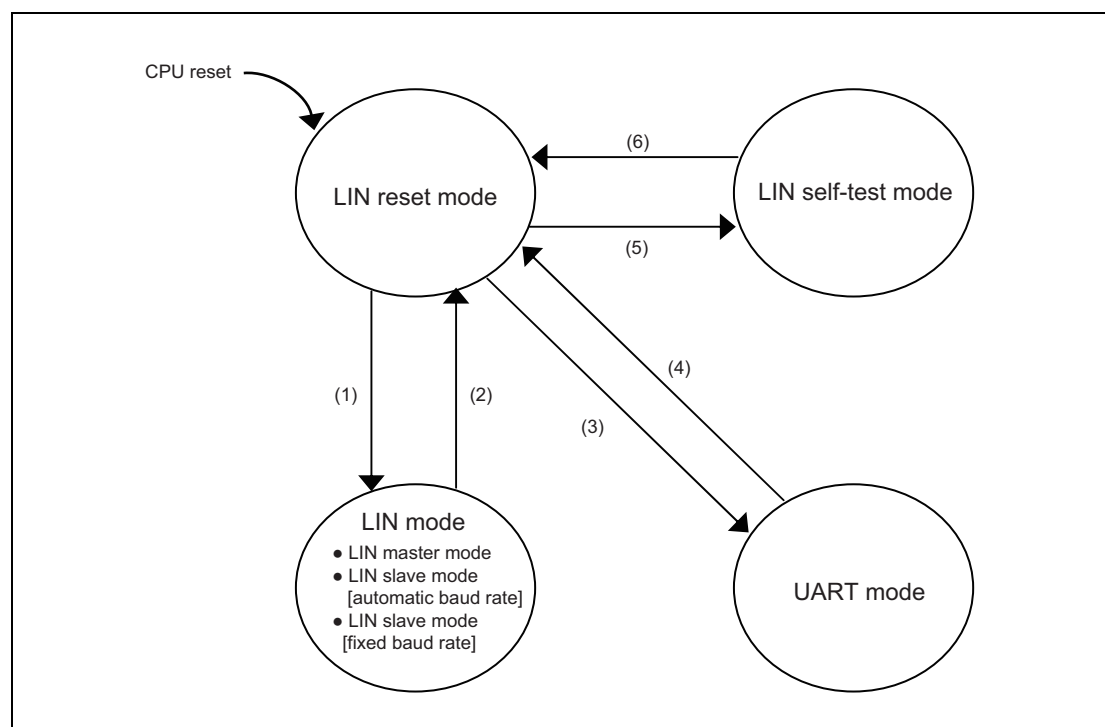 CPU reset
LIN reset mode
(6)
LIN self-test mode
(5)
(4)
(1)
(2)
(3)
LIN mode
● LIN master mode
● LIN slave mode
[automatic baud rate]
● LIN slave mode
[fixed baud rate]
UART mode